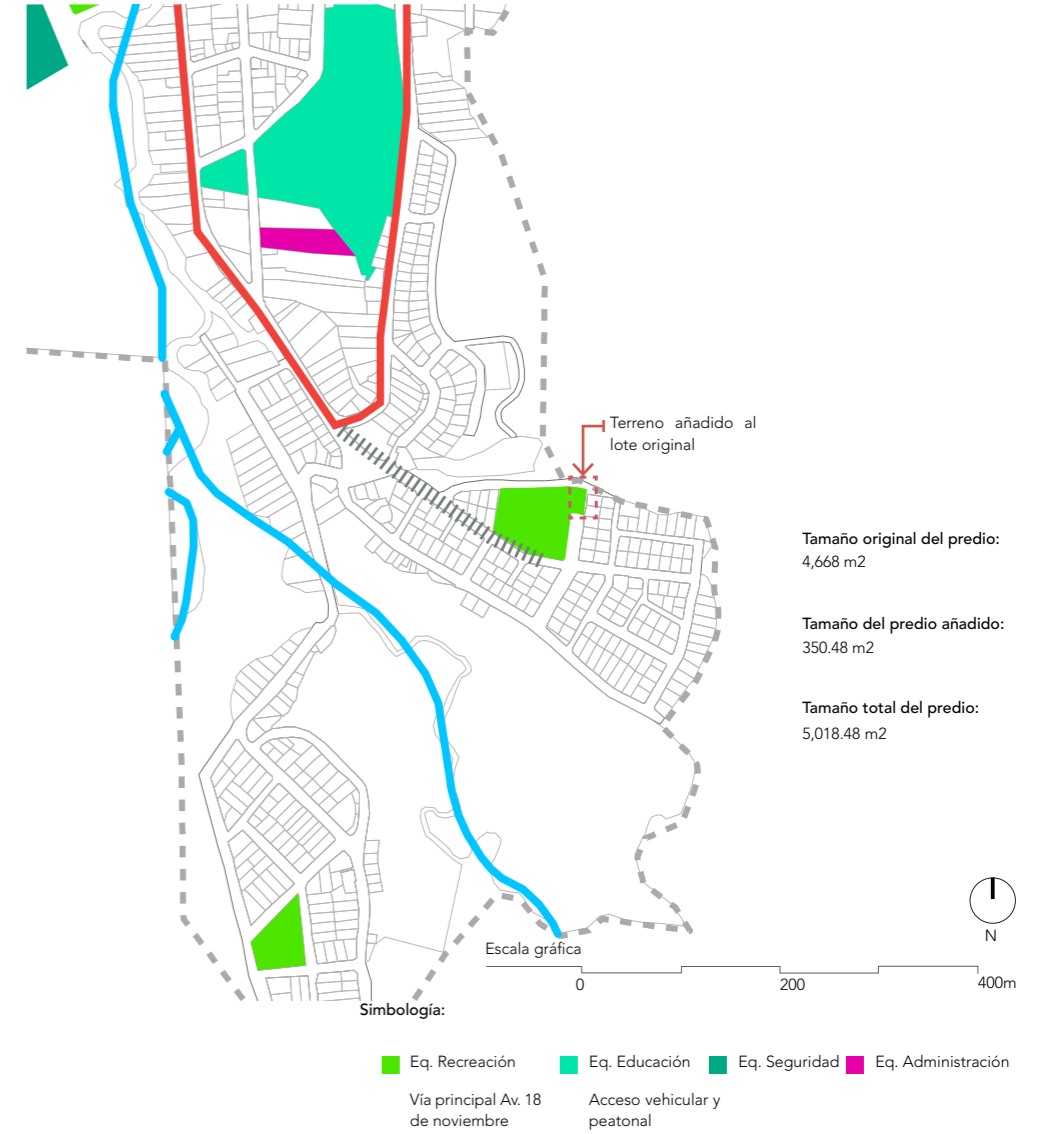 Terreno añadido al
lote original
Tamaño original del predio:
4,668 m2
Tamaño del predio añadido:
350.48 m2
Tamaño total del predio:
5,018.48 m2
N
Escala gráfica
0 200 400m
Simbología:
Eq. Recreación Eq. Educación Eq. Seguridad Eq. Administración
Vía principal Av. 18 Acceso vehicular y
de noviembre peatonal